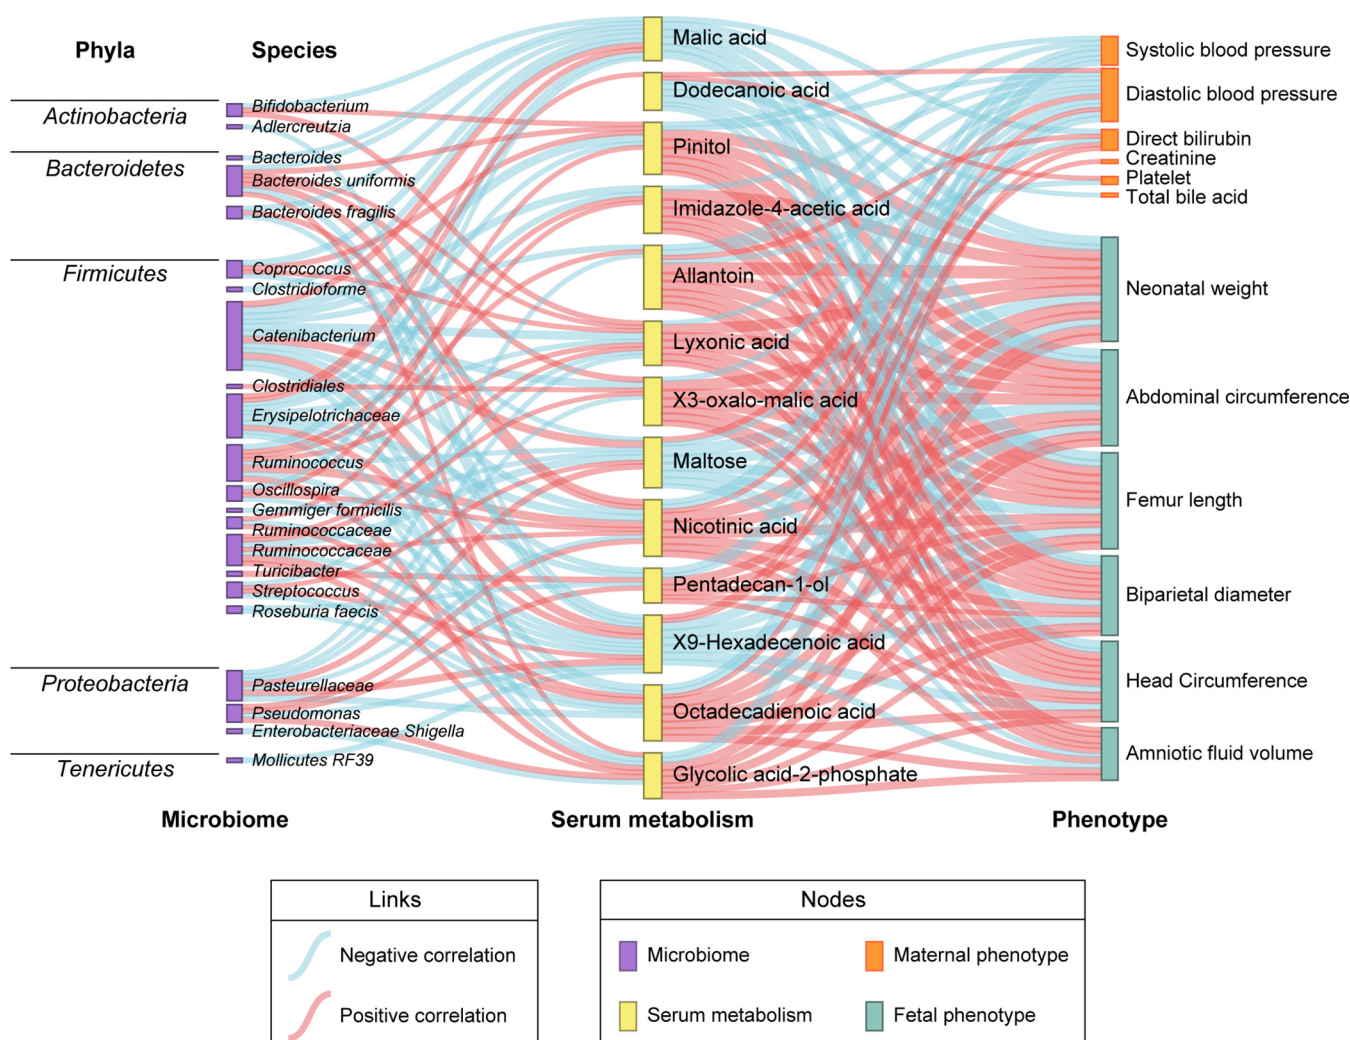 Phyla
Species
Actinobacteria
Bifidobacterium
Adlercreutzia
Bacteroidetes
Bacteroides
Bacteroides uniformis
Bacteroides fragilis
Firmicutes
Coprococcus
Clostridioforme
Catenibacterium
Clostridiales
Erysipelotrichaceae
Ruminococcus
Oscillospira
Gemmiger formicilis
Ruminococcaceae
Ruminococcaceae
Turicibacter
Streptococcus
Roseburia faecis
Proteobacteria
Pasteurellaceae
Pseudomonas
Enterobacteriaceae Shigella
Tenericutes
Mollicutes RF39
Microbiome
Malic acid
Dodecanoic acid
Pinitol
Imidazole-4-acetic acid
Allantoin
Lyxonic acid
X3-oxalo-malic acid
Maltose
Nicotinic acid
Pentadecan-1-ol
X9-Hexadecenoic acid
Octadecadienoic acid
Glycolic acid-2-phosphate
Serum metabolism
Systolic blood pressure
Diastolic blood pressure
Direct bilirubin
Creatinine
Platelet
Total bile acid
Neonatal weight
Abdominal circumference
Femur length
Biparietal diameter
Head Circumference
Amniotic fluid volume
Phenotype
Links
Negative correlation
Positive correlation
Nodes
Microbiome
Maternal phenotype
Serum metabolism
Fetal phenotype